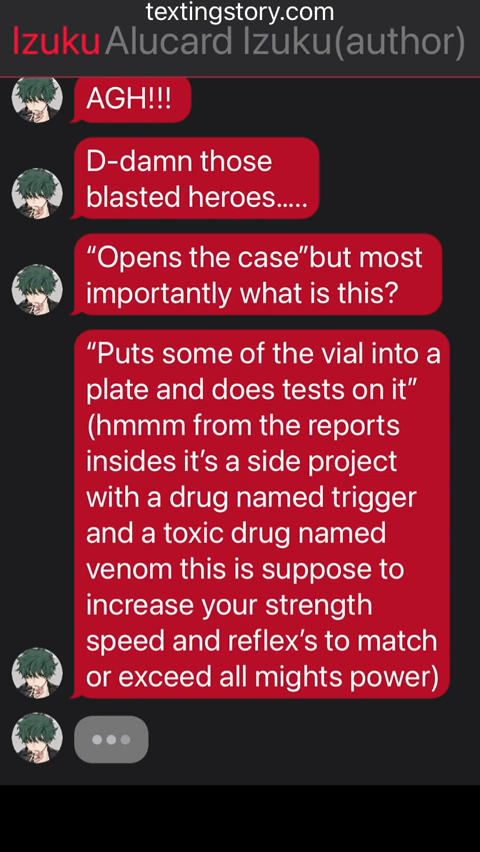 textingstory.com
Izuku Alucard Izuku(author)
AGH!!!
D-damn those
blasted heroes.....
“Opens the case”but most
importantly what is this?
“Puts some of the vial into a
plate and does tests on it”
(hmmm from the reports
insides it’s a side project
with a drug named trigger
and a toxic drug named
venom this is suppose to
increase your strength
speed and reflex’s to match
or exceed all mights power)